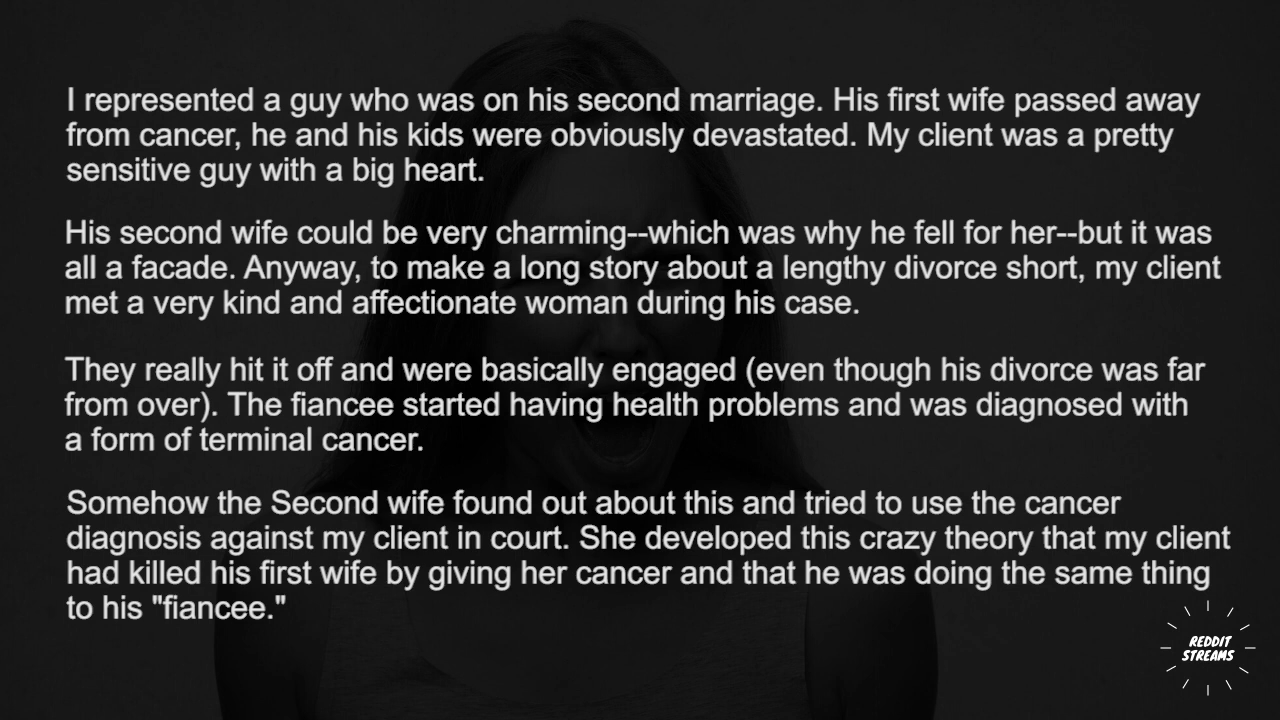 I represented a guy who was on his second marriage. His first wife passed away
from cancer, he and his kids were obviously devastated. My client was a pretty
sensitive guy with a big heart.
His second wife could be very charming--which was why he fell for her--but it was
all a facade. Anyway, to make a long story about a lengthy divorce short, my client
met a very kind and affectionate woman during his case.
They really hit it off and were basically engaged (even though his divorce was far
from over). The fiancee started having health problems and was diagnosed with
a form of terminal cancer.
Somehow the Second wife found out about this and tried to use the cancer
diagnosis against my client in court. She developed this crazy theory that my client
had killed his first wife by giving her cancer and that he was doing the same thing
to his "fiancee."
REDDIT
STREAMS